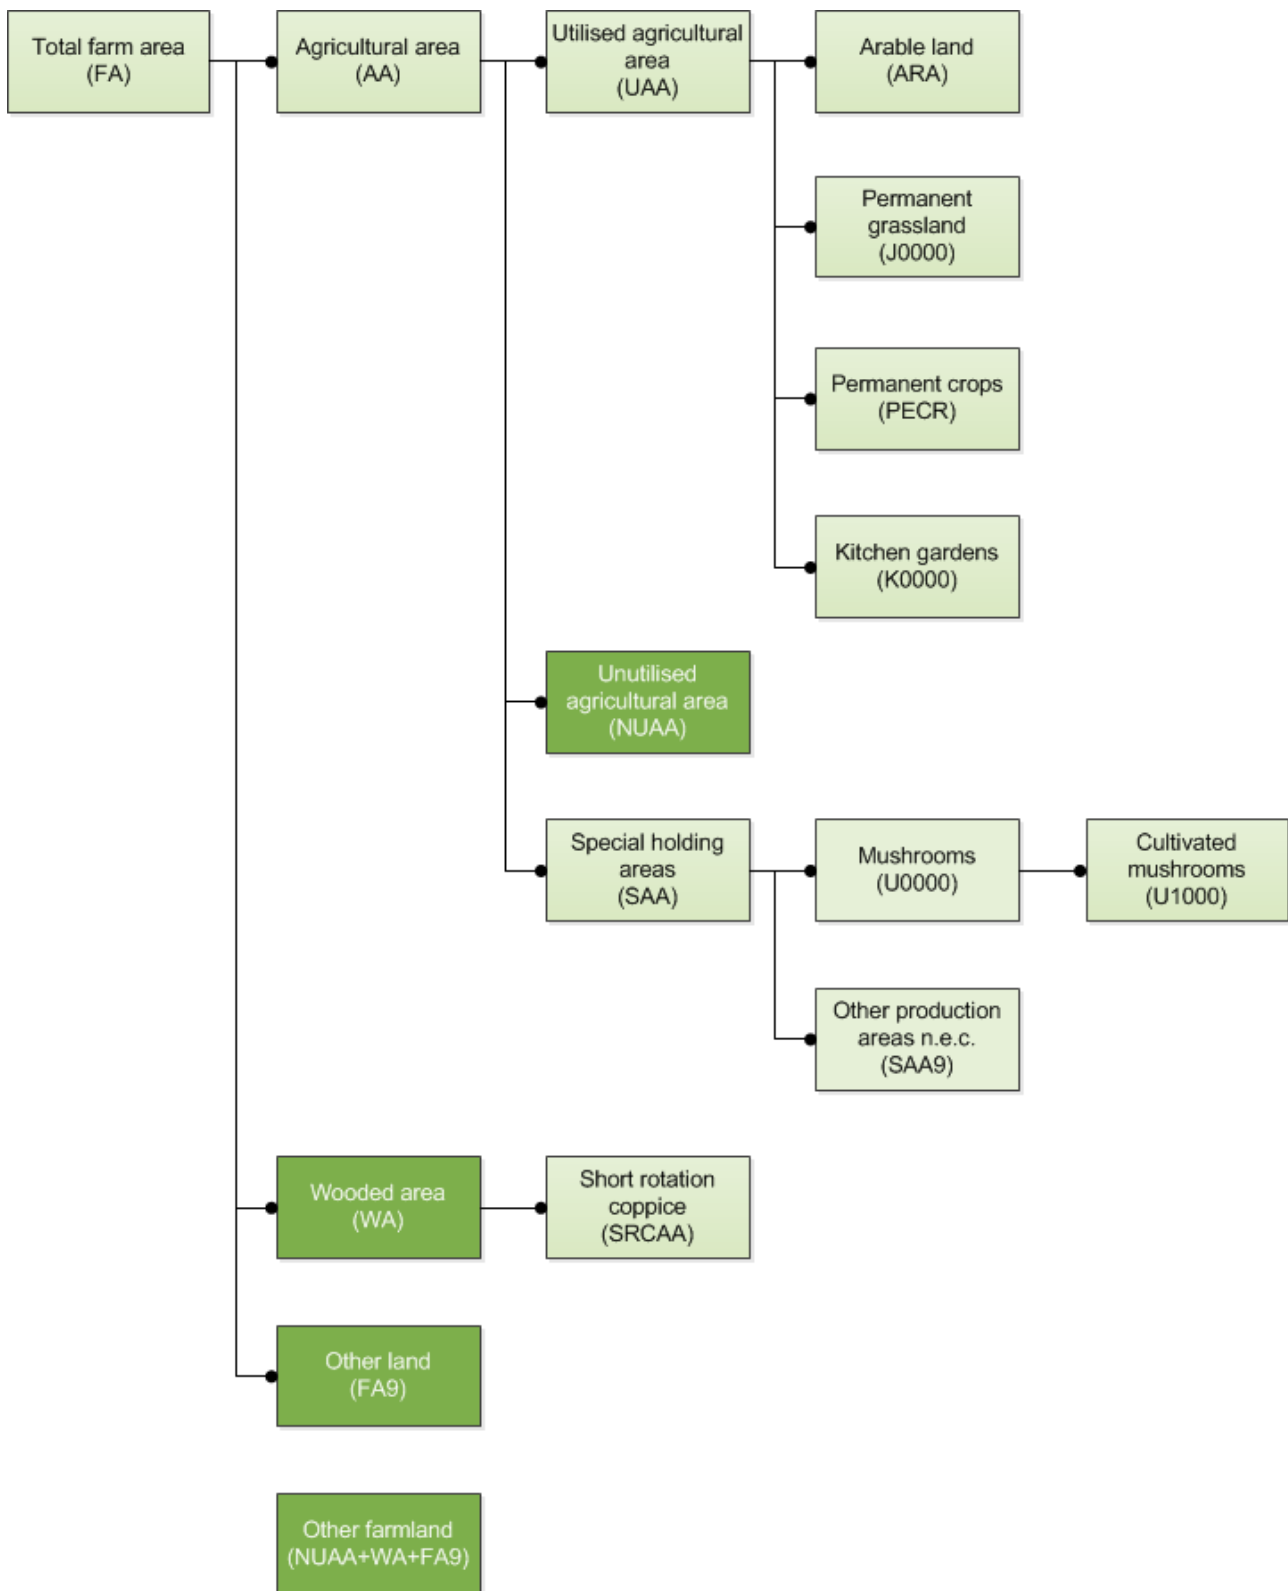 Total farm area
(FA)
Agricultural area
(AA)
Utilised agricultural
area
(UAA)
Arable land
(ARA)
Permanent
grassland
(J0000)
Permanent crops
(PECR)
Kitchen gardens
(K0000)
Unutilised
agricultural area
(NUAA)
Special holding
areas
(SAA)
Mushrooms
(U0000)
Cultivated
mushrooms
(U1000)
Other production
areas n.e.c.
(SAA9)
Wooded area
(WA)
Short rotation
coppice
(SRCAA)
Other land
(FA9)
Other farmland
(NUAA+WA+FA9)